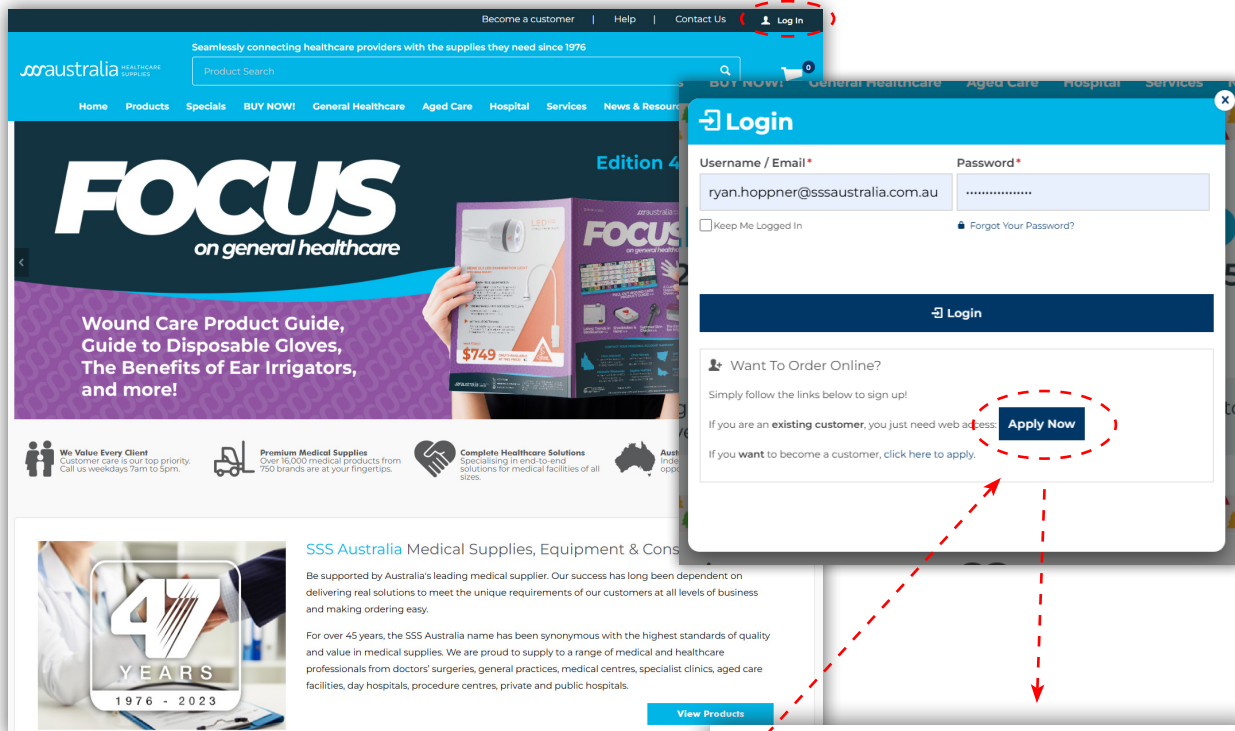 Become a customer | Help | Contact Us
Log In
Seamlessly connecting healthcare providers with the supplies they need since 1976
sssaustralia HEALTHCARE SUPPLIES
Product Search
0
Home Products Specials BUY NOW! General Healthcare Aged Care Hospital Services News &
Edition 4
FOCUS
on general healthcare
Wound Care Product Guide,
Guide to Disposable Gloves,
The Benefits of Ear Irrigators,
and more!
FOCUS
on general
$749
We Value Every Client
Customer care is our top priority.
Call us weekdays 7am to 5pm.
Premium Medical Supplies
Over 16,000 medical products from
750 brands are at your fingertips.
Complete Healthcare Solutions
Specialising in end-to-end
solutions for medical facilities of all
sizes.
47
YEARS
1976 - 2023
SSS Australia Medical Supplies, Equipment &
Be supported by Australia's leading medical supplier. Our success has long been dependent on
delivering real solutions to meet the unique requirements of our customers at all levels of business
and making ordering easy.
For over 45 years, the SSS Australia name has been synonymous with the highest standards of quality
and value in medical supplies. We are proud to supply to a range of medical and healthcare
professionals from doctors' surgeries, general practices, medical centres, specialist clinics, aged care
facilities, day hospitals, procedure centres, private and public hospitals.
View Products
BUY NOW! General Healthcare Aged Care Hospital Services
x
Login
Username / Email*
Password*
ryan.hoppner@sssaustralia.com.au
•••••••••••••••••
Keep Me Logged In
Forgot Your Password?
Login
Want To Order Online?
Simply follow the links below to sign up!
If you are an existing customer, you just need web access: Apply Now
If you want to become a customer, click here to apply.